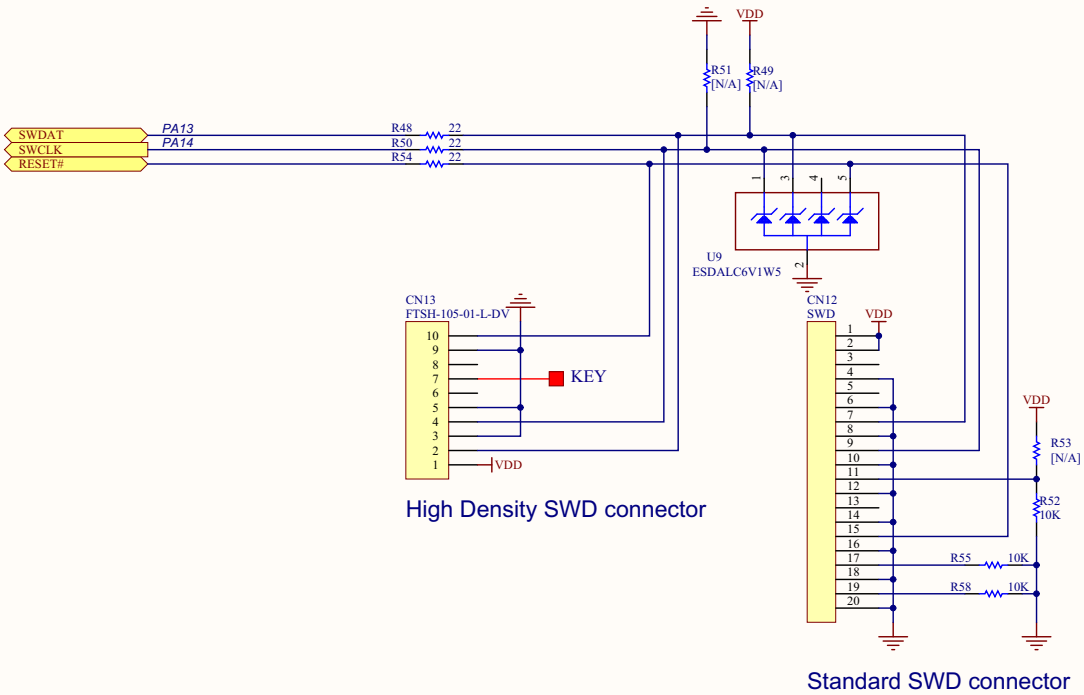 VDD
R51
[N/A]
R49
[N/A]
SWDAT
PA13
R48
22
SWCLK
PA14
R50
22
RESET#
R54
22
1
3
4
5
U9
ESDALC6V1W5
2
CN13
FTSH-105-01-L-DV
10
9
8
7
6
5
4
3
2
1
KEY
VDD
High Density SWD connector
CN12
SWD
VDD
1
2
3
4
5
6
7
8
9
10
11
12
13
14
15
16
17
18
19
20
VDD
R53
[N/A]
R52
10K
R55
10K
R58
10K
Standard SWD connector